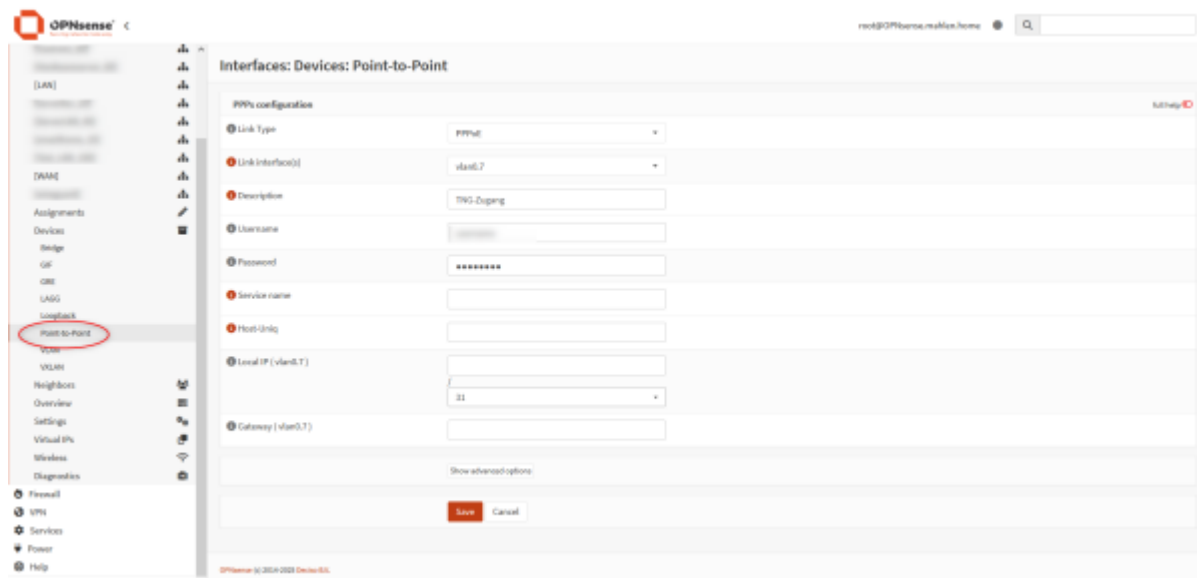 OPNsense
root@OPNsense.mahlen.home
[LAN]
[WAN]
Assignments
Devices
Bridge
GIF
GRE
LAGG
Loopback
Point-to-Point
VLAN
VXLAN
Neighbors
Overview
Settings
Virtual IPs
Wireless
Diagnostics
Firewall
VPN
Services
Power
Help
Interfaces: Devices: Point-to-Point
PPPs configuration
full help
Link Type
PPPoE
Link interface(s)
vlan0.7
Description
TNG-Zugang
Username
Password
Service name
Host-Uniq
Local IP ( vlan0.7 )
/
31
Gateway ( vlan0.7 )
Show advanced options
Save Cancel
OPNsense (c) 2014-2025 Deciso B.V.